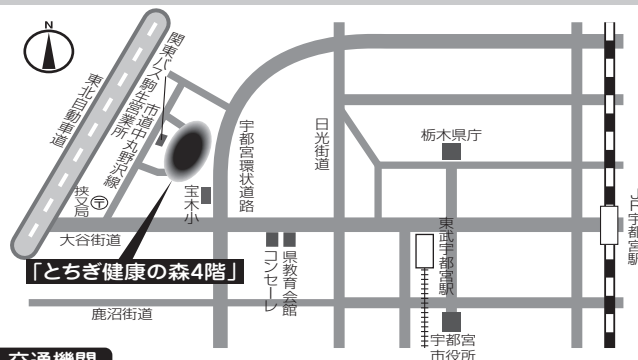 N
東北自動車道
関東バス駒生営業所
市道中丸野沢線
挟又局
宝木小
大谷街道
「とちぎ健康の森4階」
鹿沼街道
宇都宮環状道路
コンセーレ
県教育会館
日光街道
栃木県庁
東武宇都宮駅
宇都宮
市役所
JR宇都宮駅
交通機関